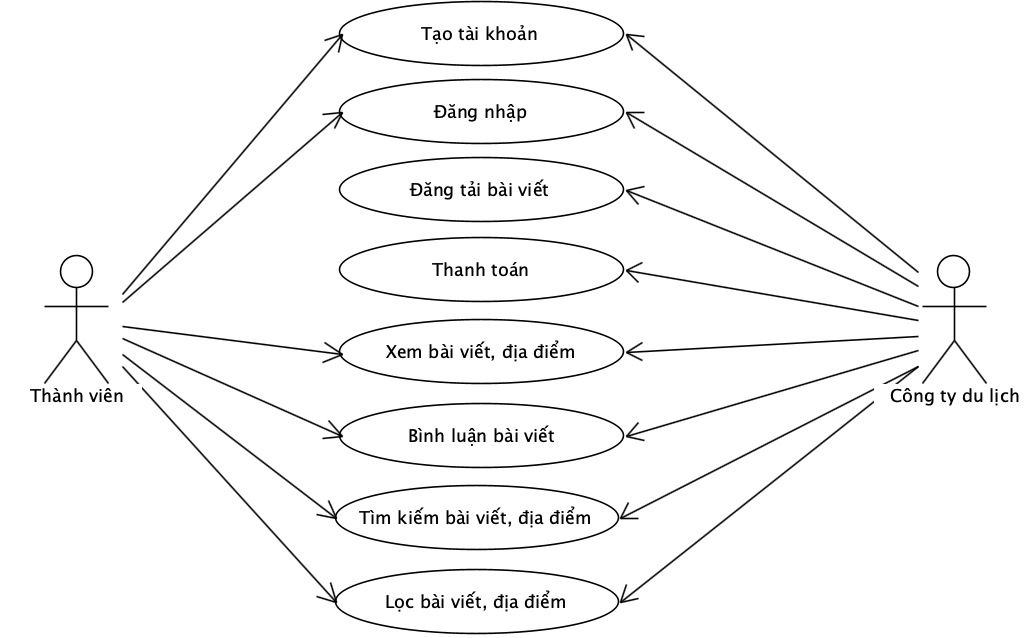 Tạo tài khoản
Đăng nhập
Đăng tải bài viết
Thanh toán
Xem bài viết, địa điểm
Thành viên
Công ty du lịch
Bình luận bài viết
Tìm kiếm bài viết, địa điểm
Lọc bài viết, địa điểm